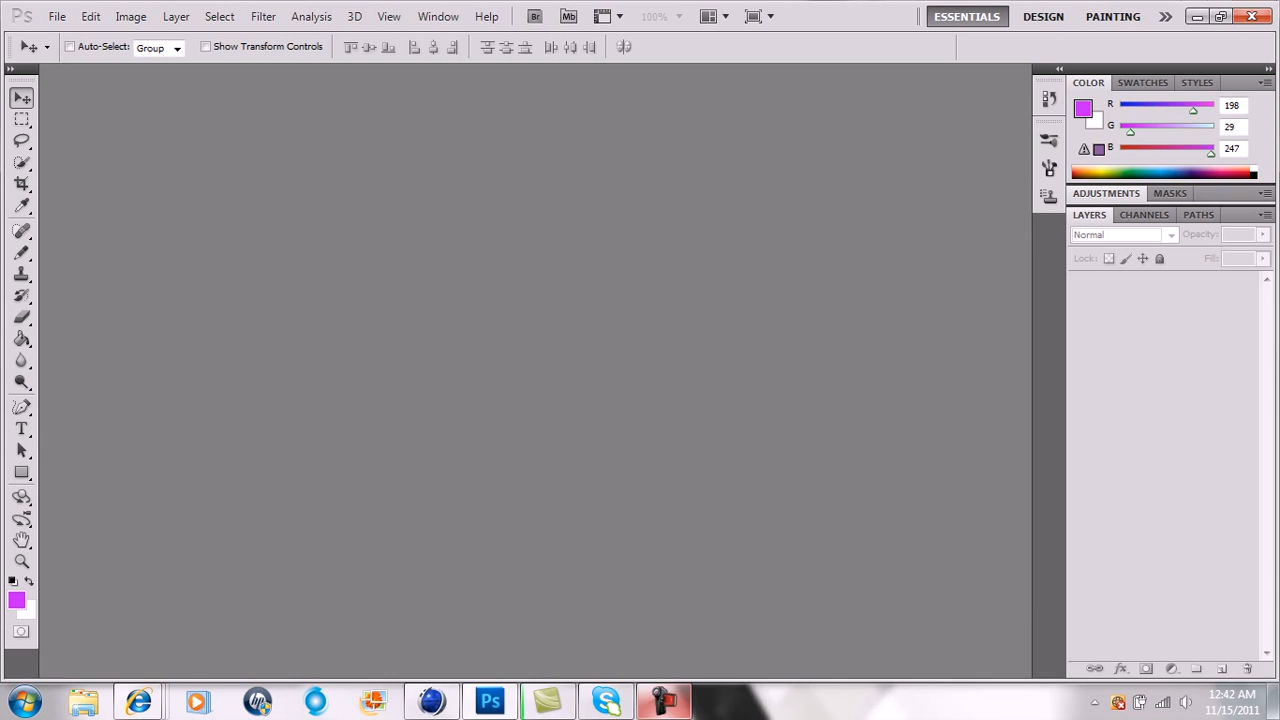 Ps File Edit Image Layer Select Filter Analysis 3D View Window Help Br Mb 100% ESSENTIALS DESIGN PAINTING
Auto-Select: Group Show Transform Controls
COLOR SWATCHES STYLES
R 198
G 29
B 247
ADJUSTMENTS MASKS
LAYERS CHANNELS PATHS
Normal Opacity:
Lock: Fill:
T
fx
hp Ps S
12:42 AM
11/15/2011